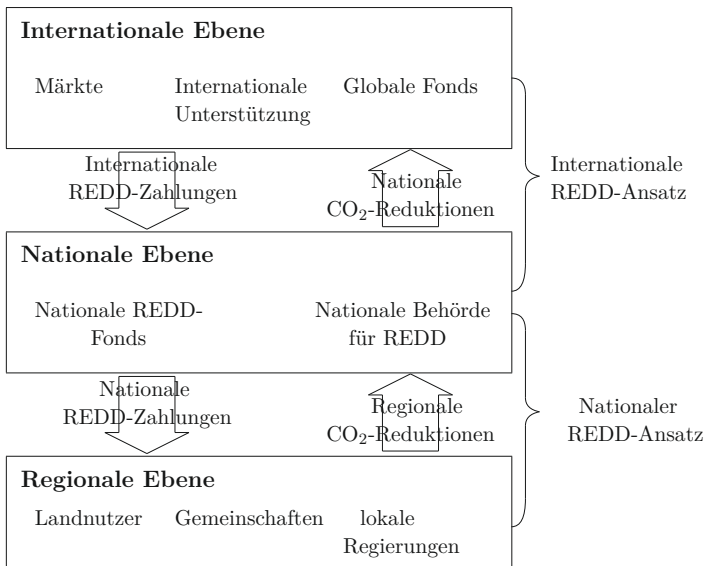 Internationale Ebene
Märkte Internationale Globale Fonds
Unterstützung
Internationale
REDD-Zahlungen
Nationale
CO₂-Reduktionen
Internationale
REDD-Ansatz
Nationale Ebene
Nationale REDD-
Fonds
Nationale Behörde
für REDD
Nationale
REDD-Zahlungen
Regionale
CO₂-Reduktionen
Nationaler
REDD-Ansatz
Regionale Ebene
Landnutzer Gemeinschaften lokale
Regierungen